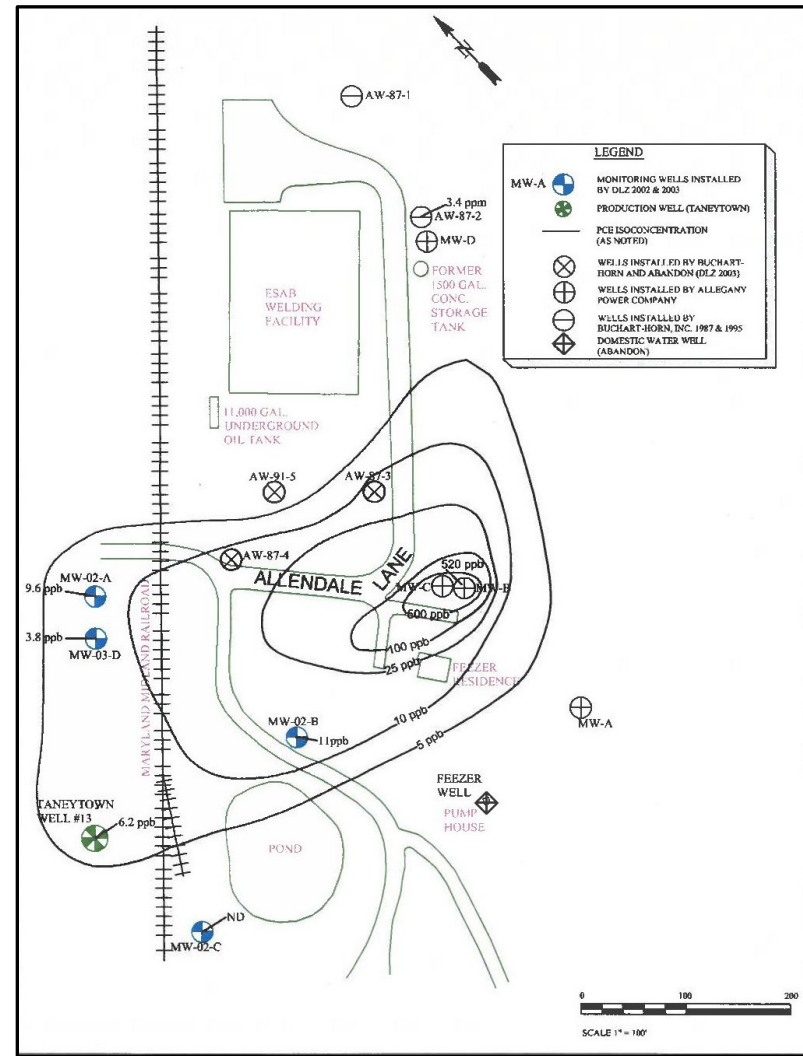 N
AW-87-1
LEGEND
MW-A
MONITORING WELLS INSTALLED
BY DLZ 2002 & 2003
PRODUCTION WELL (TANEYTOWN)
PCE ISOCONCENTRATION
(AS NOTED)
WELLS INSTALLED BY BUCHART-
HORN AND ABANDON (DLZ 2003)
WELLS INSTALLED BY ALLEGANY
POWER COMPANY
WELLS INSTALLED BY
BUCHART-HORN, INC. 1987 & 1995
DOMESTIC WATER WELL
(ABANDON)
3.4 ppm
AW-87-2
MW-D
FORMER
1500 GAL.
CONC.
STORAGE
TANK
ESAB
WELDING
FACILITY
11,000 GAL.
UNDERGROUND
OIL TANK
AW-91-5
AW-87-3
AW-87-4
ALLENDALE LANE
520 ppb
MW-C
MW-B
500 ppb
100 ppb
25 ppb
10 ppb
5 ppb
MW-02-A
9.6 ppb
3.8 ppb
MW-03-D
MARYLAND MIDLAND RAILROAD
FEEZER
RESIDENCE
MW-A
MW-02-B
11ppb
FEEZER
WELL
PUMP
HOUSE
TANEYTOWN
WELL #13
6.2 ppb
POND
ND
MW-02-C
0 100 200
SCALE 1" = 100'